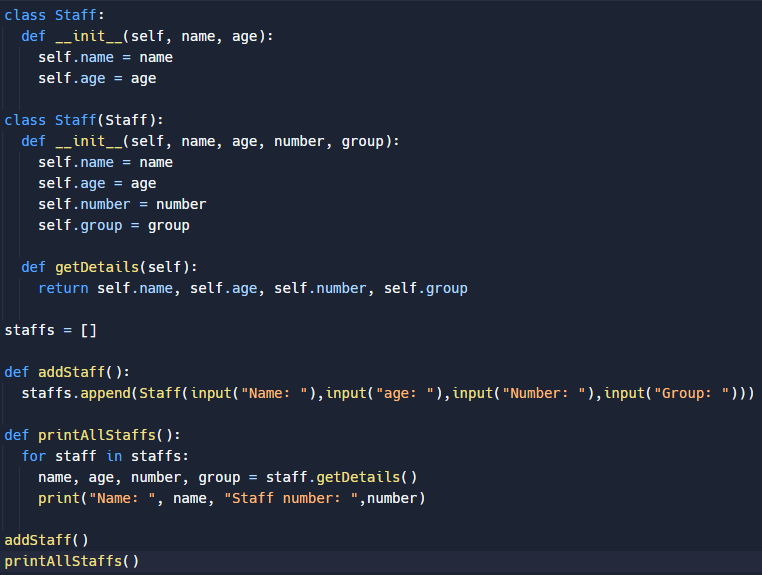 class Staff:
  def __init__(self, name, age):
    self.name = name
    self.age = age

class Staff(Staff):
  def __init__(self, name, age, number, group):
    self.name = name
    self.age = age
    self.number = number
    self.group = group

  def getDetails(self):
    return self.name, self.age, self.number, self.group

staffs = []

def addStaff():
  staffs.append(Staff(input("Name: "),input("age: "),input("Number: "),input("Group: ")))

def printAllStaffs():
  for staff in staffs:
    name, age, number, group = staff.getDetails()
    print("Name: ", name, "Staff number: ",number)

addStaff()
printAllStaffs()